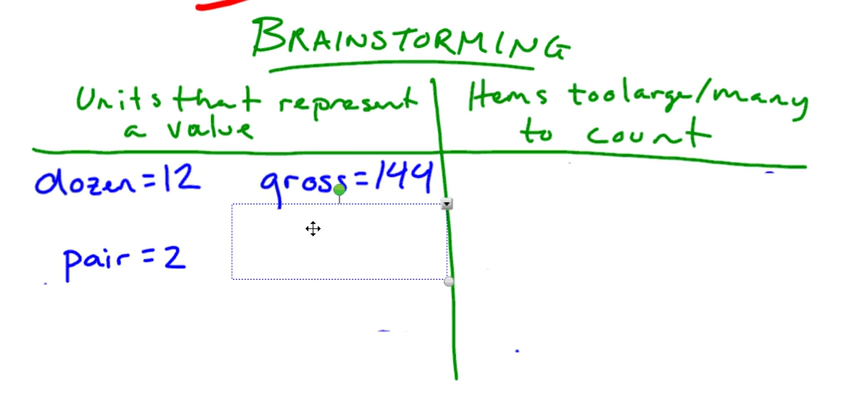 BRAINSTORMING
Units that represent
a value
Items too large/many
to count
dozen=12
gross=144
pair=2